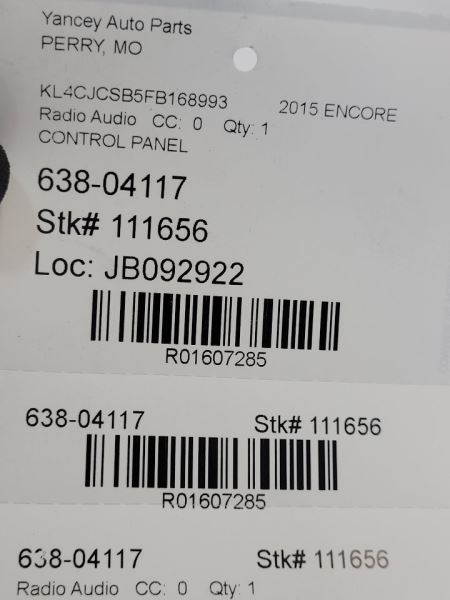 Yancey Auto Parts
PERRY, MO
KL4CJCSB5FB168993 2015 ENCORE
Radio Audio CC: 0 Qty: 1
CONTROL PANEL
638-04117
Stk# 111656
Loc: JB092922
R01607285
638-04117 Stk# 111656
R01607285
638-04117 Stk# 111656
Radio Audio CC: 0 Qty: 1